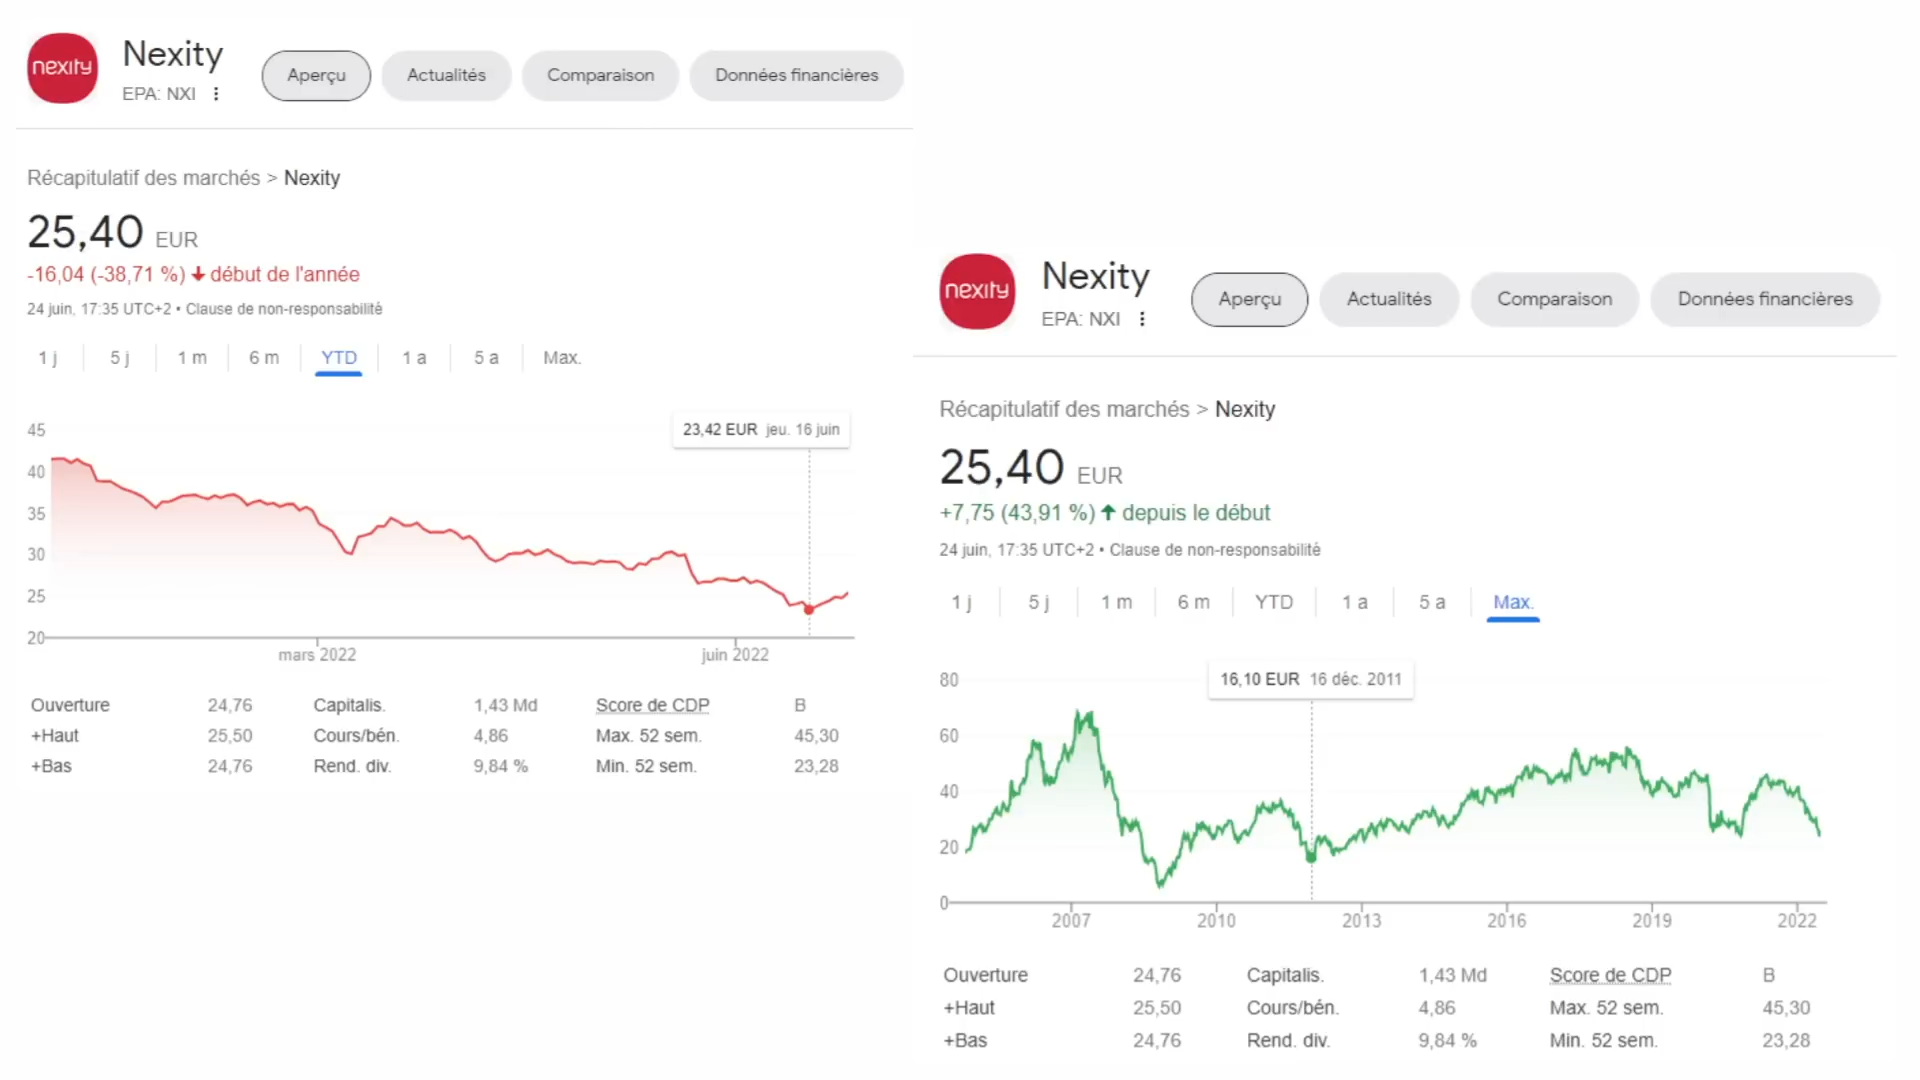 nexity
Nexity
EPA: NXI
Aperçu
Actualités
Comparaison
Données financières
Récapitulatif des marchés > Nexity
25,40 EUR
-16,04 (-38,71 %) ↓ début de l'année
24 juin, 17:35 UTC+2 • Clause de non-responsabilité
1 j 5 j 1 m 6 m YTD 1 a 5 a Max.
23,42 EUR jeu. 16 juin
45
40
35
30
25
20
mars 2022 juin 2022
Ouverture 24,76 Capitalis. 1,43 Md Score de CDP B
+Haut 25,50 Cours/bén. 4,86 Max. 52 sem. 45,30
+Bas 24,76 Rend. div. 9,84 % Min. 52 sem. 23,28
nexity
Nexity
EPA: NXI
Aperçu
Actualités
Comparaison
Données financières
Récapitulatif des marchés > Nexity
25,40 EUR
+7,75 (43,91 %) ↑ depuis le début
24 juin, 17:35 UTC+2 • Clause de non-responsabilité
1 j 5 j 1 m 6 m YTD 1 a 5 a Max.
16,10 EUR 16 déc. 2011
80
60
40
20
0
2007 2010 2013 2016 2019 2022
Ouverture 24,76 Capitalis. 1,43 Md Score de CDP B
+Haut 25,50 Cours/bén. 4,86 Max. 52 sem. 45,30
+Bas 24,76 Rend. div. 9,84 % Min. 52 sem. 23,28